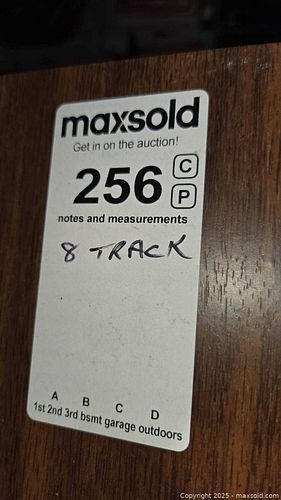 maxsold
Get in on the auction!
256 C
P
notes and measurements
8 TRACK
A B C D
1st 2nd 3rd bsmt garage outdoors
Copyright © 2025 - maxsold.com